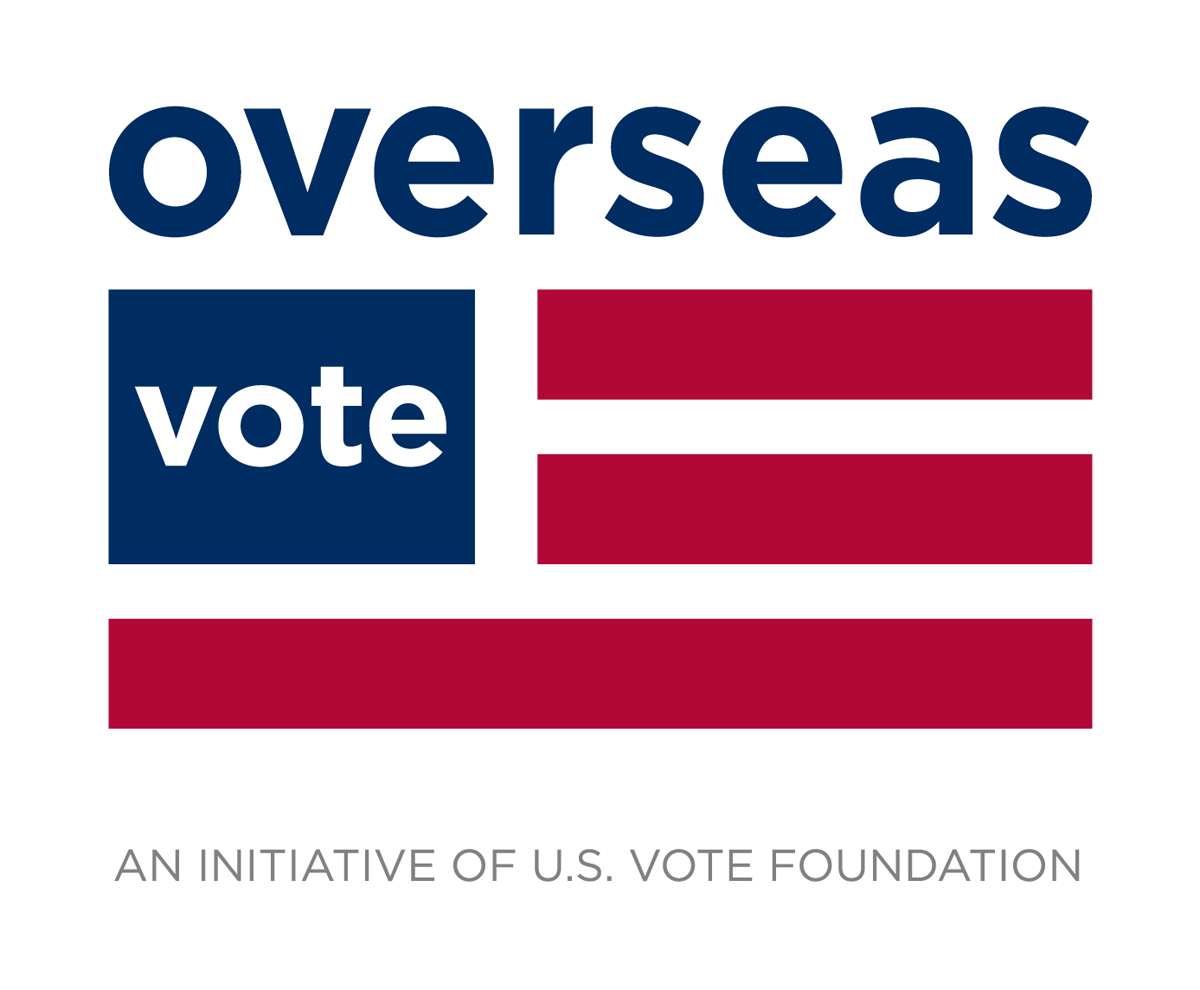 overseas
vote
AN INITIATIVE OF U.S. VOTE FOUNDATION